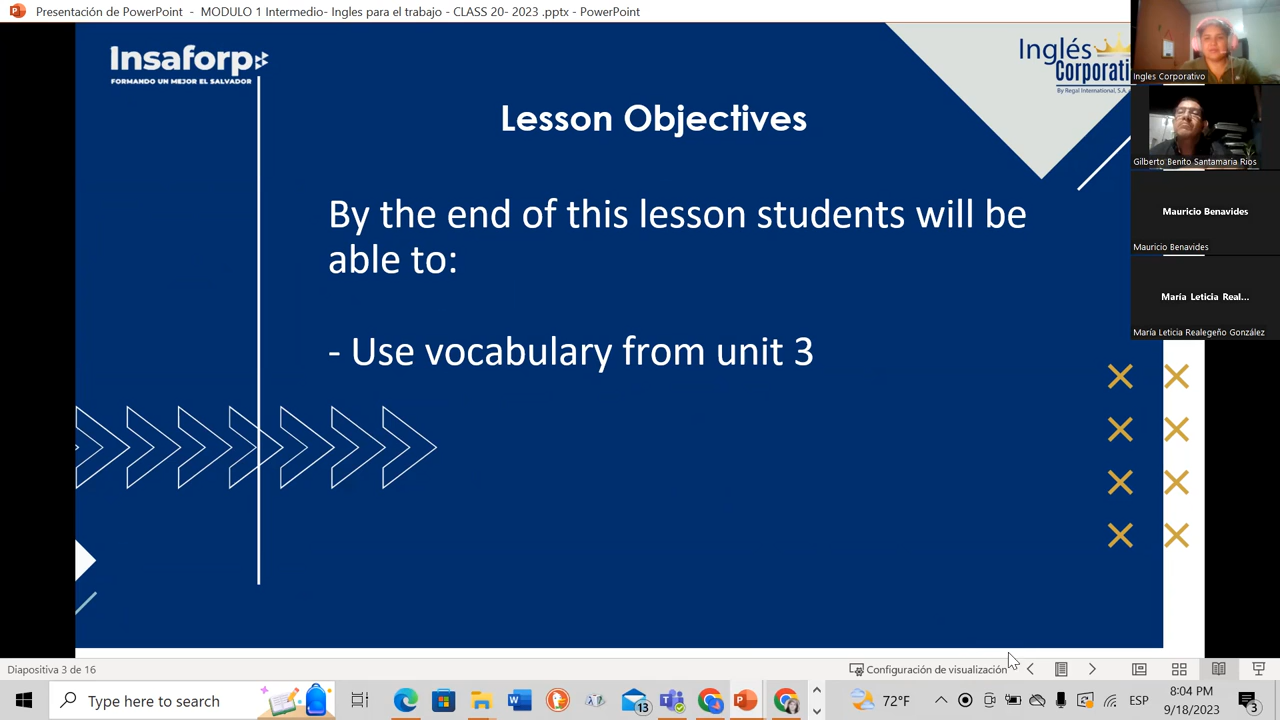 Presentación de PowerPoint - MODULO 1 Intermedio- Ingles para el trabajo - CLASS 20- 2023 .pptx - PowerPoint
Insaforp
FORMANDO UN MEJOR EL SALVADOR
Inglés
Corporati
By Regal International, S.A.
Lesson Objectives
By the end of this lesson students will be
able to:
- Use vocabulary from unit 3
Ingles Corporativo
Gilberto Benito Santamaria Rios
Mauricio Benavides
Mauricio Benavides
María Leticia Real...
María Leticia Realegeño González
Diapositiva 3 de 16
Configuración de visualización
Type here to search
13
72°F
ESP
8:04 PM
9/18/2023
3